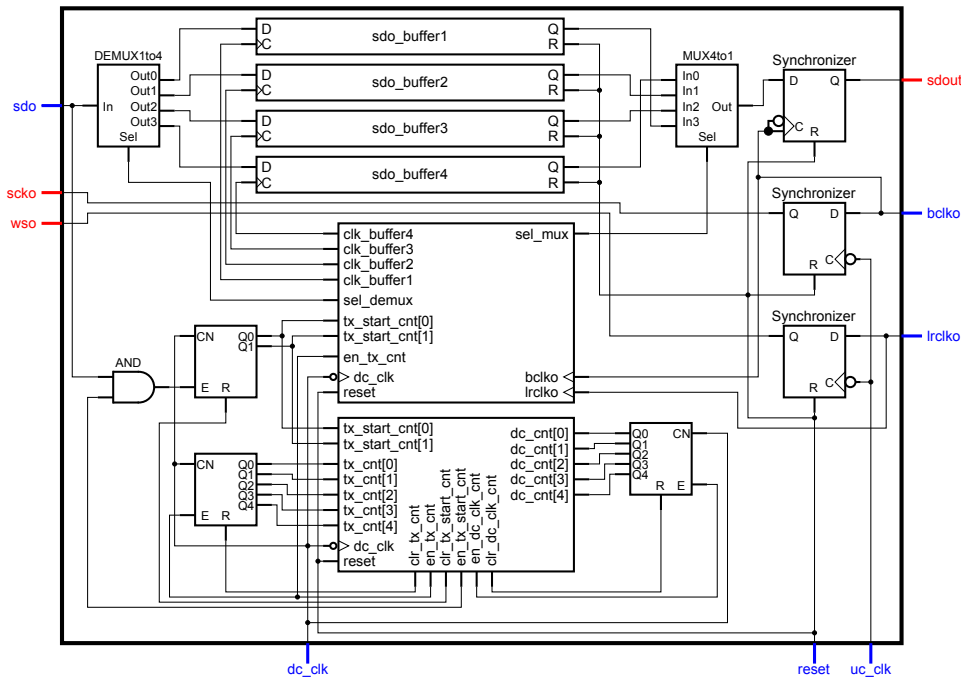 DEMUX1to4
In
Out0
Out1
Out2
Out3
Sel
D
C
sdo_buffer1
Q
R
D
C
sdo_buffer2
Q
R
D
C
sdo_buffer3
Q
R
D
C
sdo_buffer4
Q
R
MUX4to1
In0
In1
In2
In3
Out
Sel
Synchronizer
D
Q
C
R
sdo
scko
wso
sdout
bclko
lrclko
Synchronizer
Q
D
R
C
Synchronizer
Q
D
R
C
clk_buffer4
clk_buffer3
clk_buffer2
clk_buffer1
sel_demux
tx_start_cnt[0]
tx_start_cnt[1]
en_tx_cnt
dc_clk
reset
sel_mux
bclko
lrclko
AND
CN
Q0
Q1
E
R
CN
Q0
Q1
Q2
Q3
Q4
E
R
tx_start_cnt[0]
tx_start_cnt[1]
tx_cnt[0]
tx_cnt[1]
tx_cnt[2]
tx_cnt[3]
tx_cnt[4]
dc_clk
reset
clr_tx_cnt
en_tx_cnt
clr_tx_start_cnt
en_tx_start_cnt
en_dc_clk_cnt
clr_dc_clk_cnt
dc_cnt[0]
dc_cnt[1]
dc_cnt[2]
dc_cnt[3]
dc_cnt[4]
Q0
Q1
Q2
Q3
Q4
CN
R
E
dc_clk
reset
uc_clk